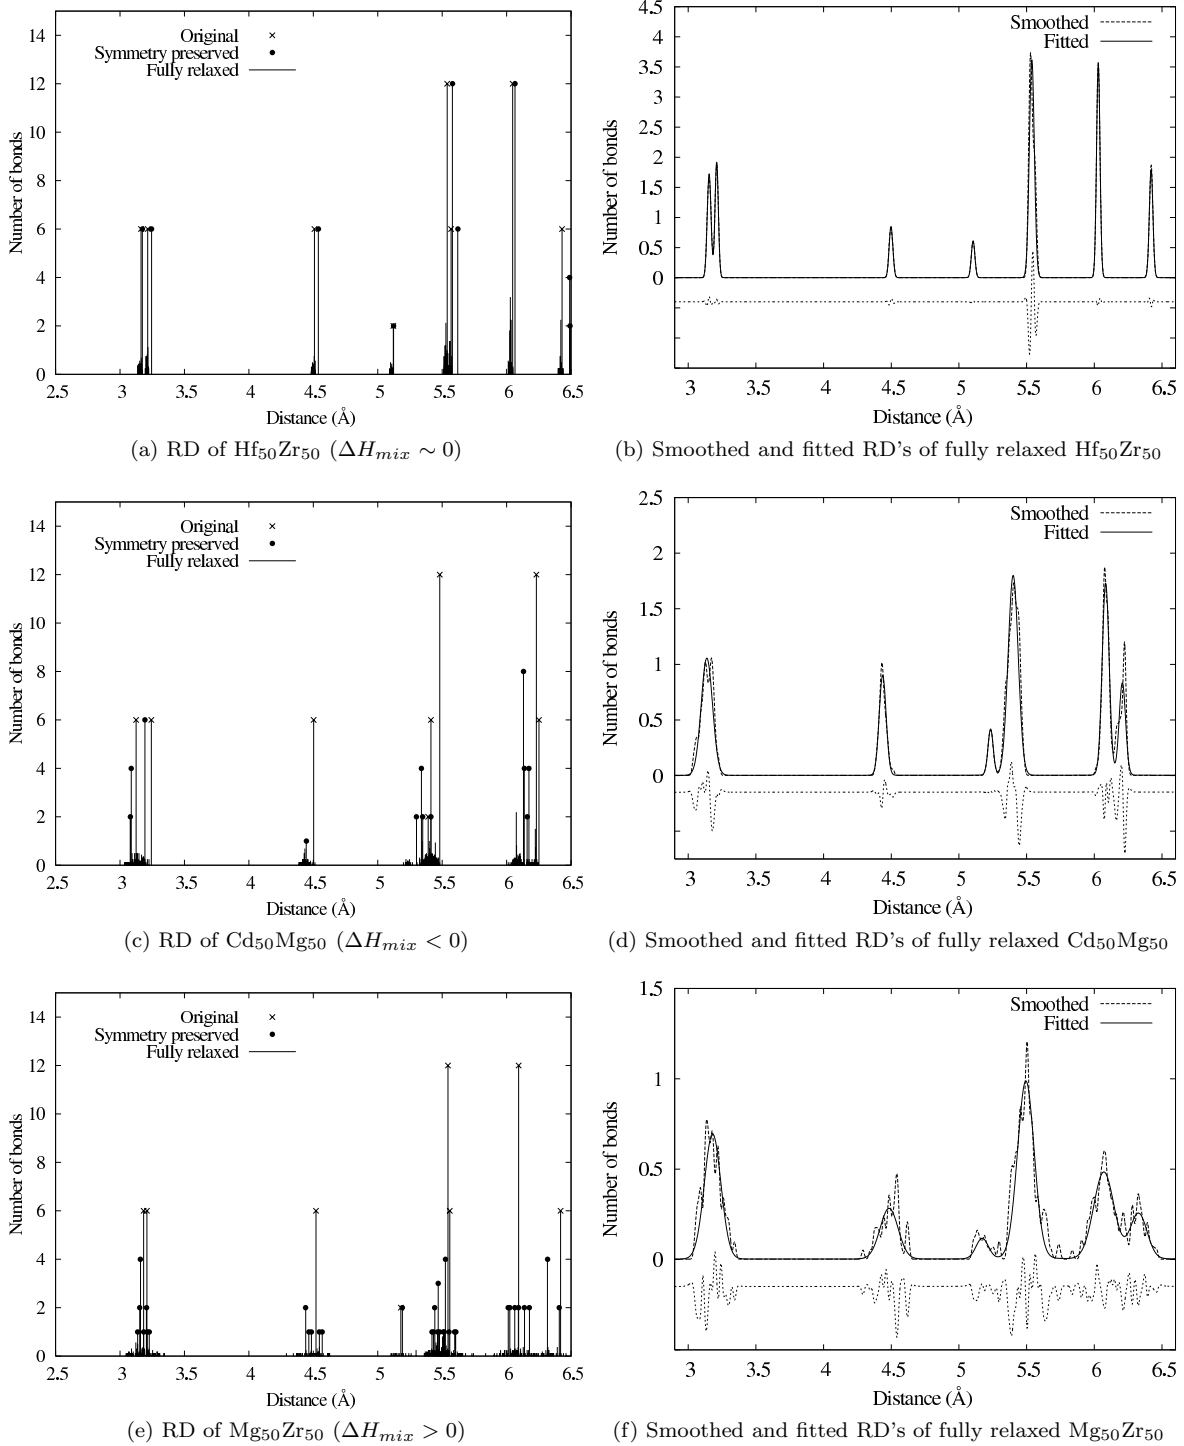 14
12
10
8
6
4
2
0
Number of bonds
Original
Symmetry preserved
Fully relaxed
2.5 3 3.5 4 4.5 5 5.5 6 6.5
Distance (Å)
(a) RD of Hf50Zr50 (ΔHmix ∼ 0)
4.5
4
3.5
3
2.5
2
1.5
1
0.5
0
Number of bonds
Smoothed
Fitted
3 3.5 4 4.5 5 5.5 6 6.5
Distance (Å)
(b) Smoothed and fitted RD's of fully relaxed Hf50Zr50
14
12
10
8
6
4
2
0
Number of bonds
Original
Symmetry preserved
Fully relaxed
2.5 3 3.5 4 4.5 5 5.5 6 6.5
Distance (Å)
(c) RD of Cd50Mg50 (ΔHmix < 0)
2.5
2
1.5
1
0.5
0
Number of bonds
Smoothed
Fitted
3 3.5 4 4.5 5 5.5 6 6.5
Distance (Å)
(d) Smoothed and fitted RD's of fully relaxed Cd50Mg50
14
12
10
8
6
4
2
0
Number of bonds
Original
Symmetry preserved
Fully relaxed
2.5 3 3.5 4 4.5 5 5.5 6 6.5
Distance (Å)
(e) RD of Mg50Zr50 (ΔHmix > 0)
1.5
1
0.5
0
Number of bonds
Smoothed
Fitted
3 3.5 4 4.5 5 5.5 6 6.5
Distance (Å)
(f) Smoothed and fitted RD's of fully relaxed Mg50Zr50